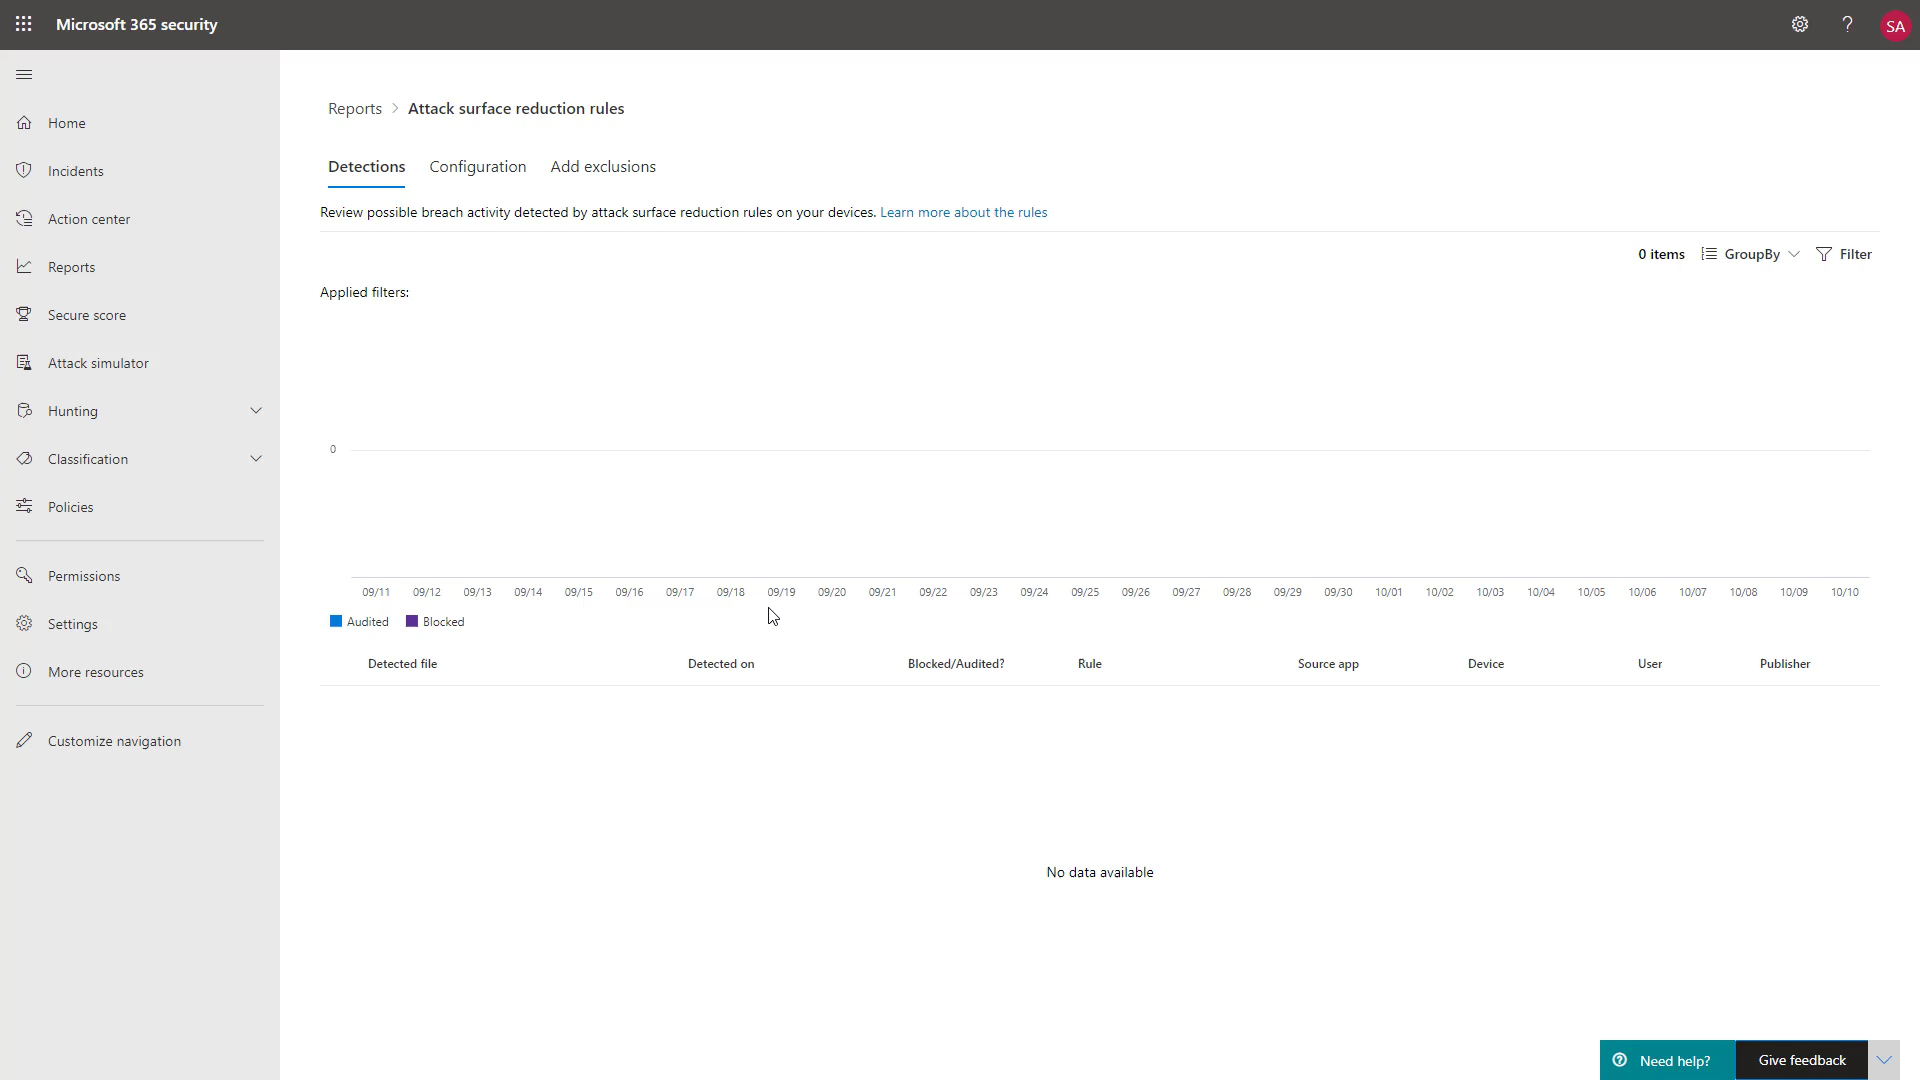 Microsoft 365 security
?
SA
Home
Incidents
Action center
Reports
Secure score
Attack simulator
Hunting
Classification
Policies
Permissions
Settings
More resources
Customize navigation
Reports > Attack surface reduction rules
Detections Configuration Add exclusions
Review possible breach activity detected by attack surface reduction rules on your devices. Learn more about the rules
0 items GroupBy Filter
Applied filters:
0
09/11 09/12 09/13 09/14 09/15 09/16 09/17 09/18 09/19 09/20 09/21 09/22 09/23 09/24 09/25 09/26 09/27 09/28 09/29 09/30 10/01 10/02 10/03 10/04 10/05 10/06 10/07 10/08 10/09 10/10
Audited Blocked
Detected file Detected on Blocked/Audited? Rule Source app Device User Publisher
No data available
Need help? Give feedback